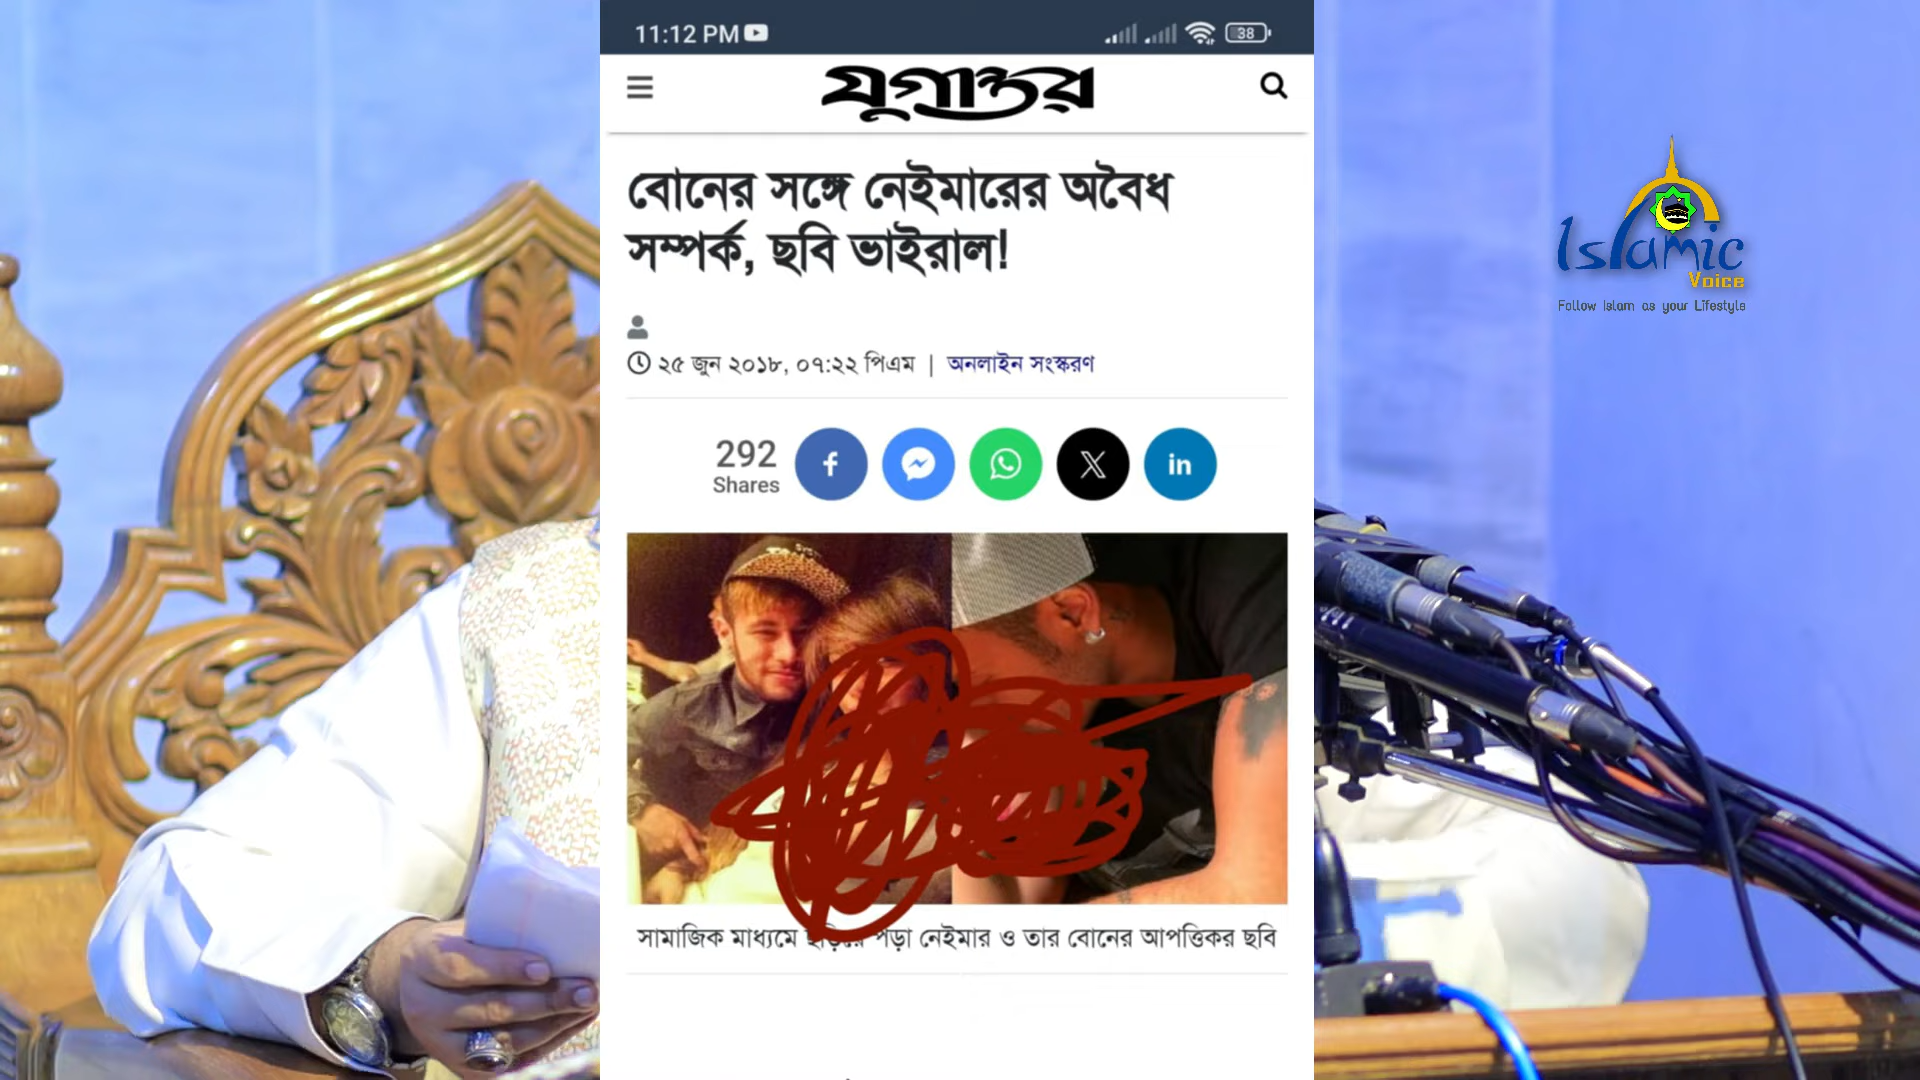 11:12 PM
38
যুগান্তর
বোনের সঙ্গে নেইমারের অবৈধ
সম্পর্ক, ছবি ভাইরাল!
২৫ জুন ২০১৮, ০৭:২২ পিএম | অনলাইন সংস্করণ
292
Shares
সামাজিক মাধ্যমে পড়া নেইমার ও তার বোনের আপত্তিকর ছবি
Islamic
Voice
Follow Islam as your Lifestyle